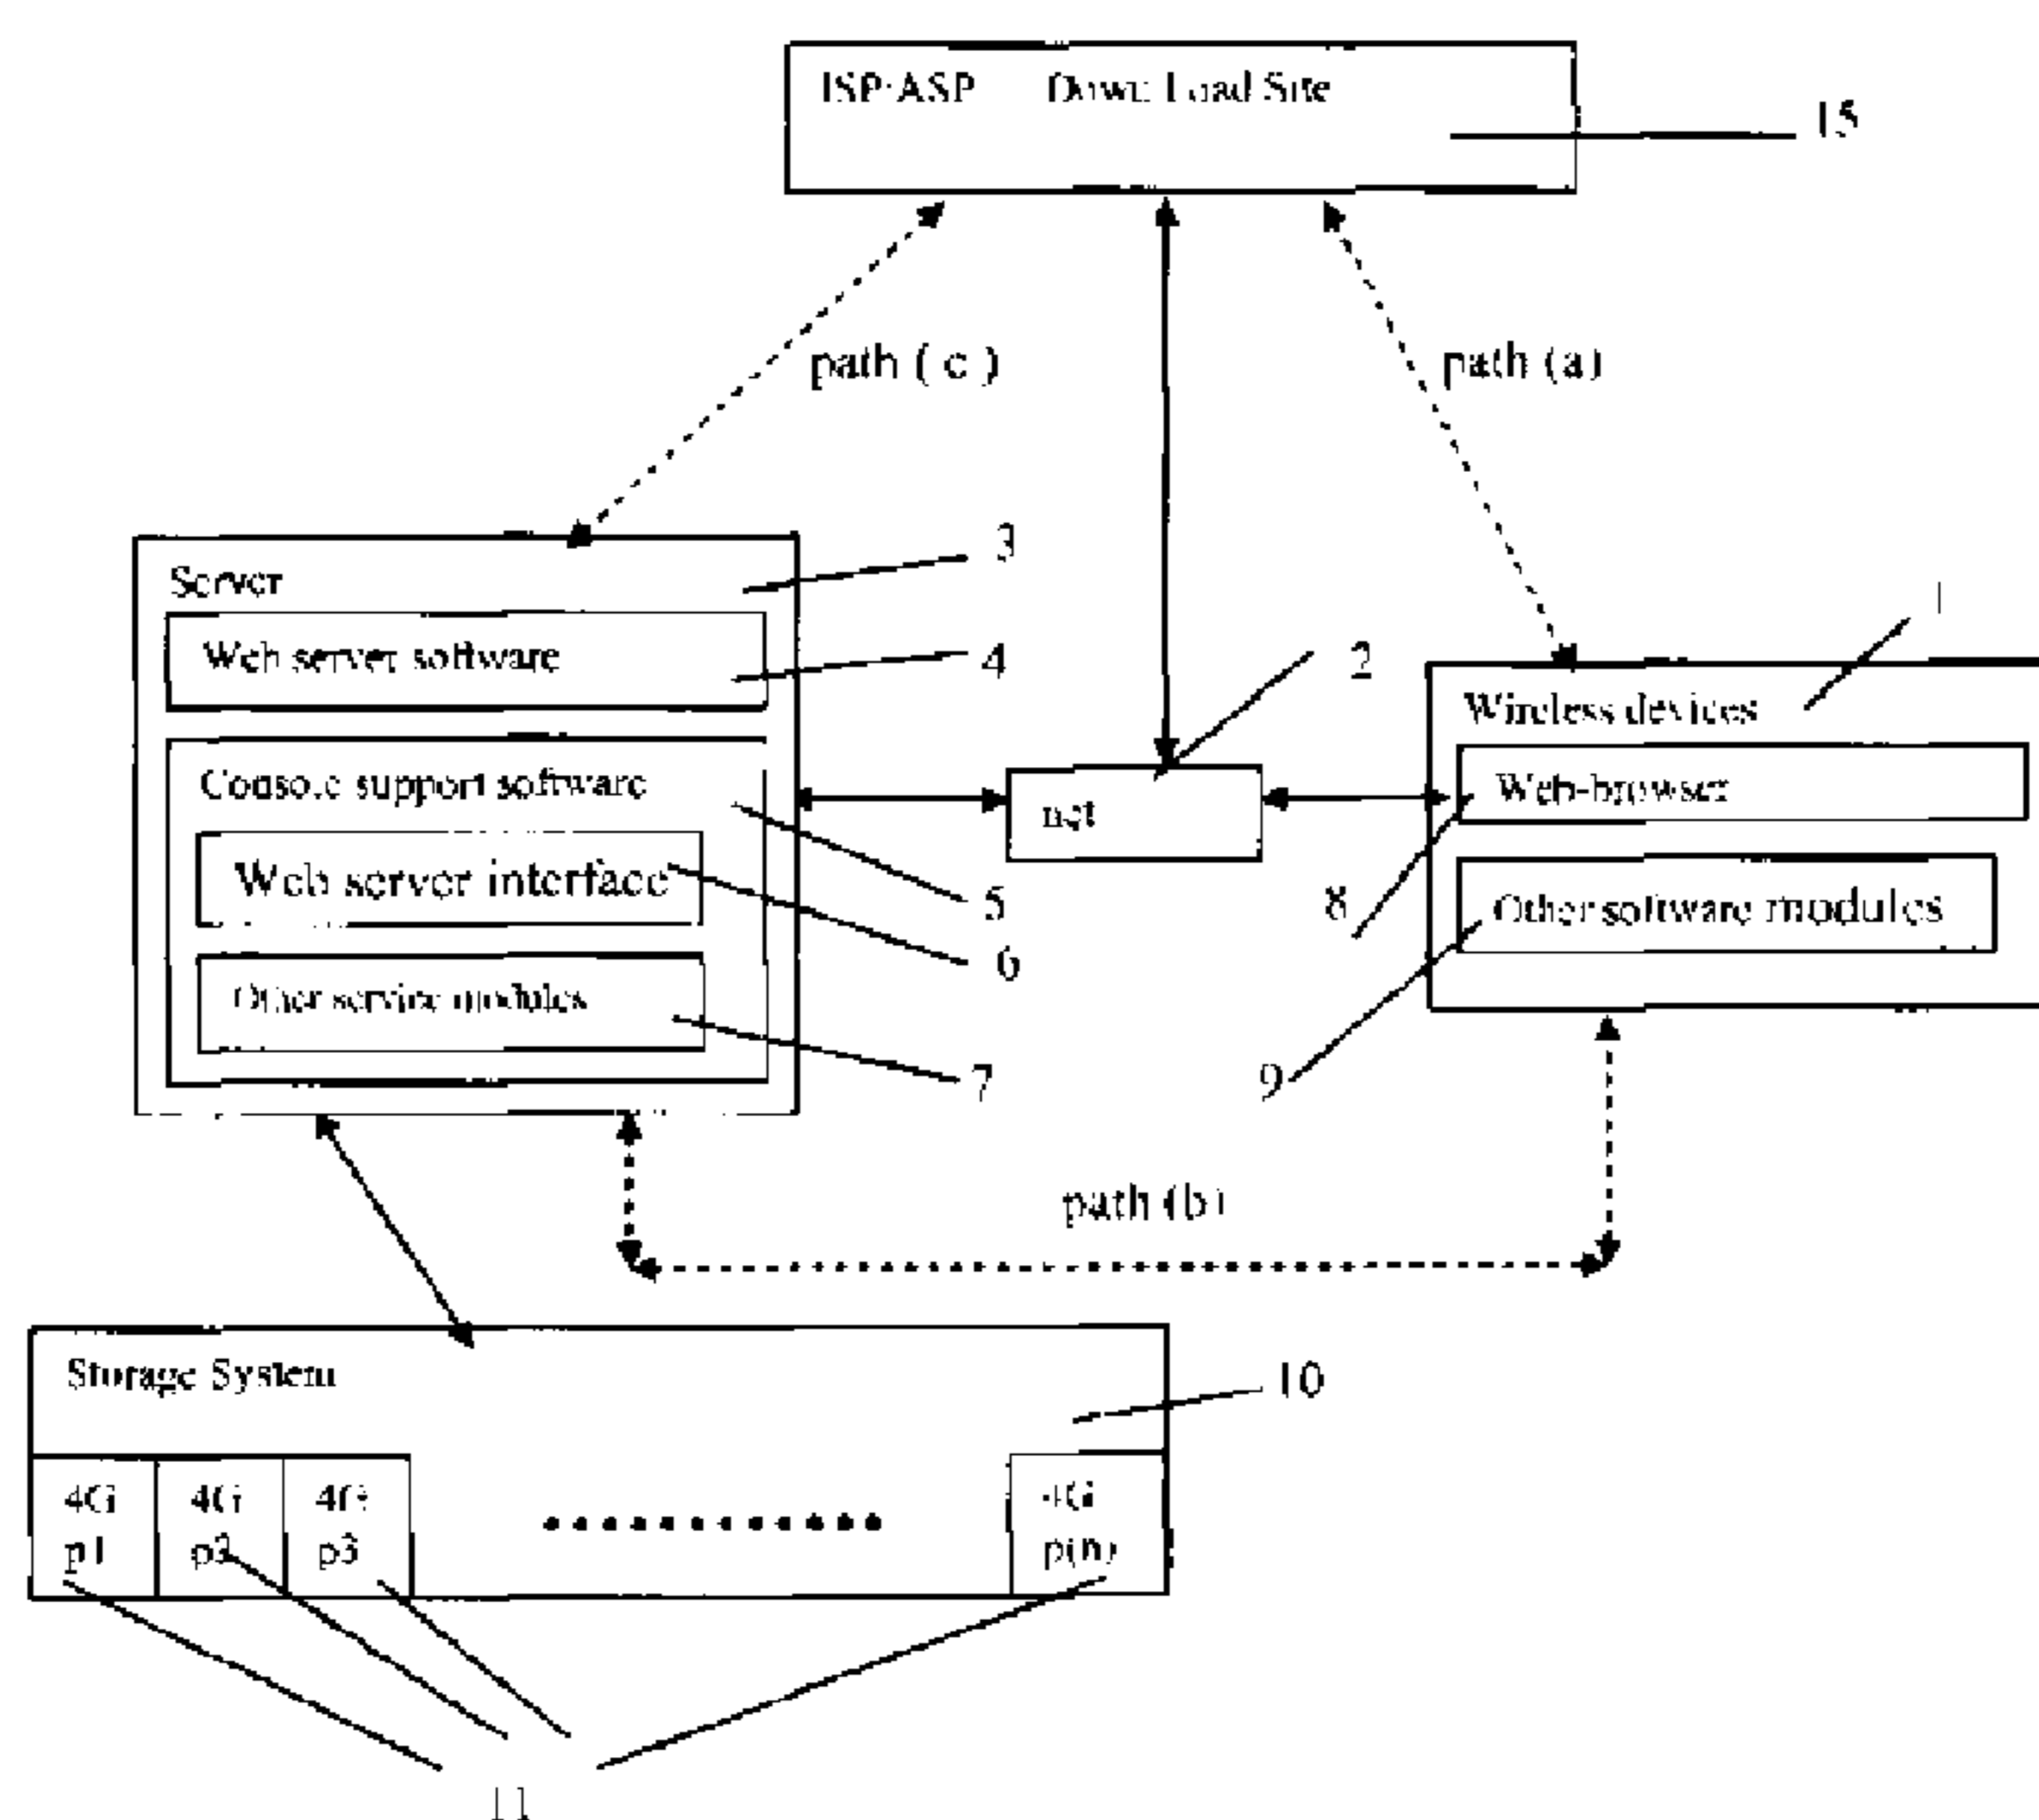 ISP/ASP Down Load Site
15
path ( c )
path (a)
3
Server
1
Web server software
4
2
Wireless devices
Console support software
net
Web-browser
Web server interface
5
8
Other software modules
6
Other service modules
7
9
path (b)
Storage System
10
4G
p1
4G
p2
4G
p3
4G
p(n)
11